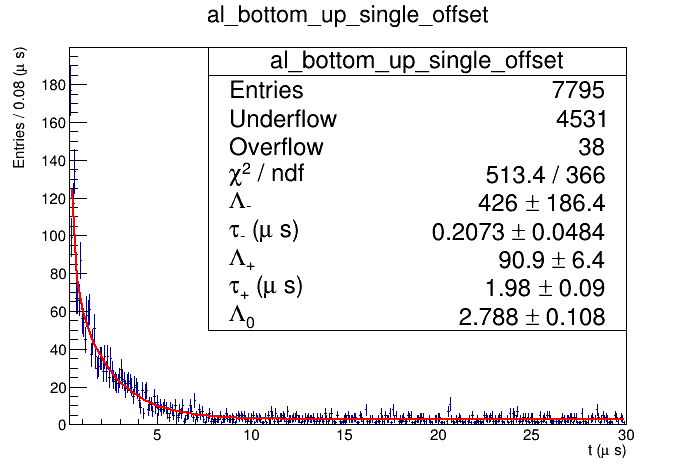 al_bottom_up_single_offset
Entries / 0.08 (μ s)
al_bottom_up_single_offset
Entries 7795
Underflow 4531
Overflow 38
χ² / ndf 513.4 / 366
Λ₋ 426 ± 186.4
τ₋ (μ s) 0.2073 ± 0.0484
Λ₊ 90.9 ± 6.4
τ₊ (μ s) 1.98 ± 0.09
Λ₀ 2.788 ± 0.108
180
160
140
120
100
80
60
40
20
0
5 10 15 20 25 30
t (μ s)